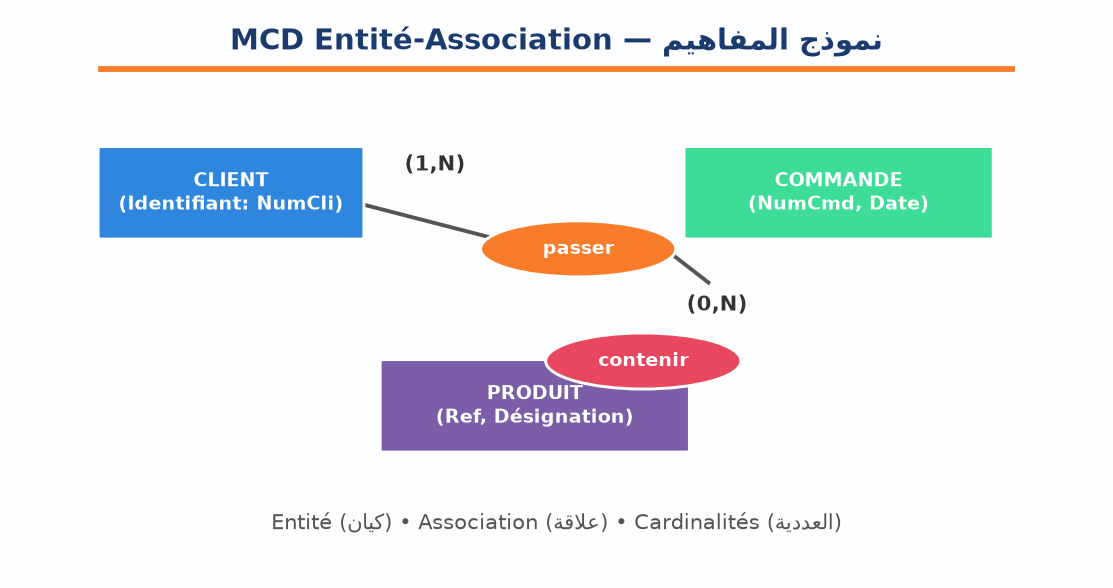 MCD Entité-Association — نموذج المفاهيم
(1,N)
CLIENT
(Identifiant: NumCli)
COMMANDE
(NumCmd, Date)
passer
(0,N)
contenir
PRODUIT
(Ref, Désignation)
Entité (كيان) • Association (علاقة) • Cardinalités (العددية)